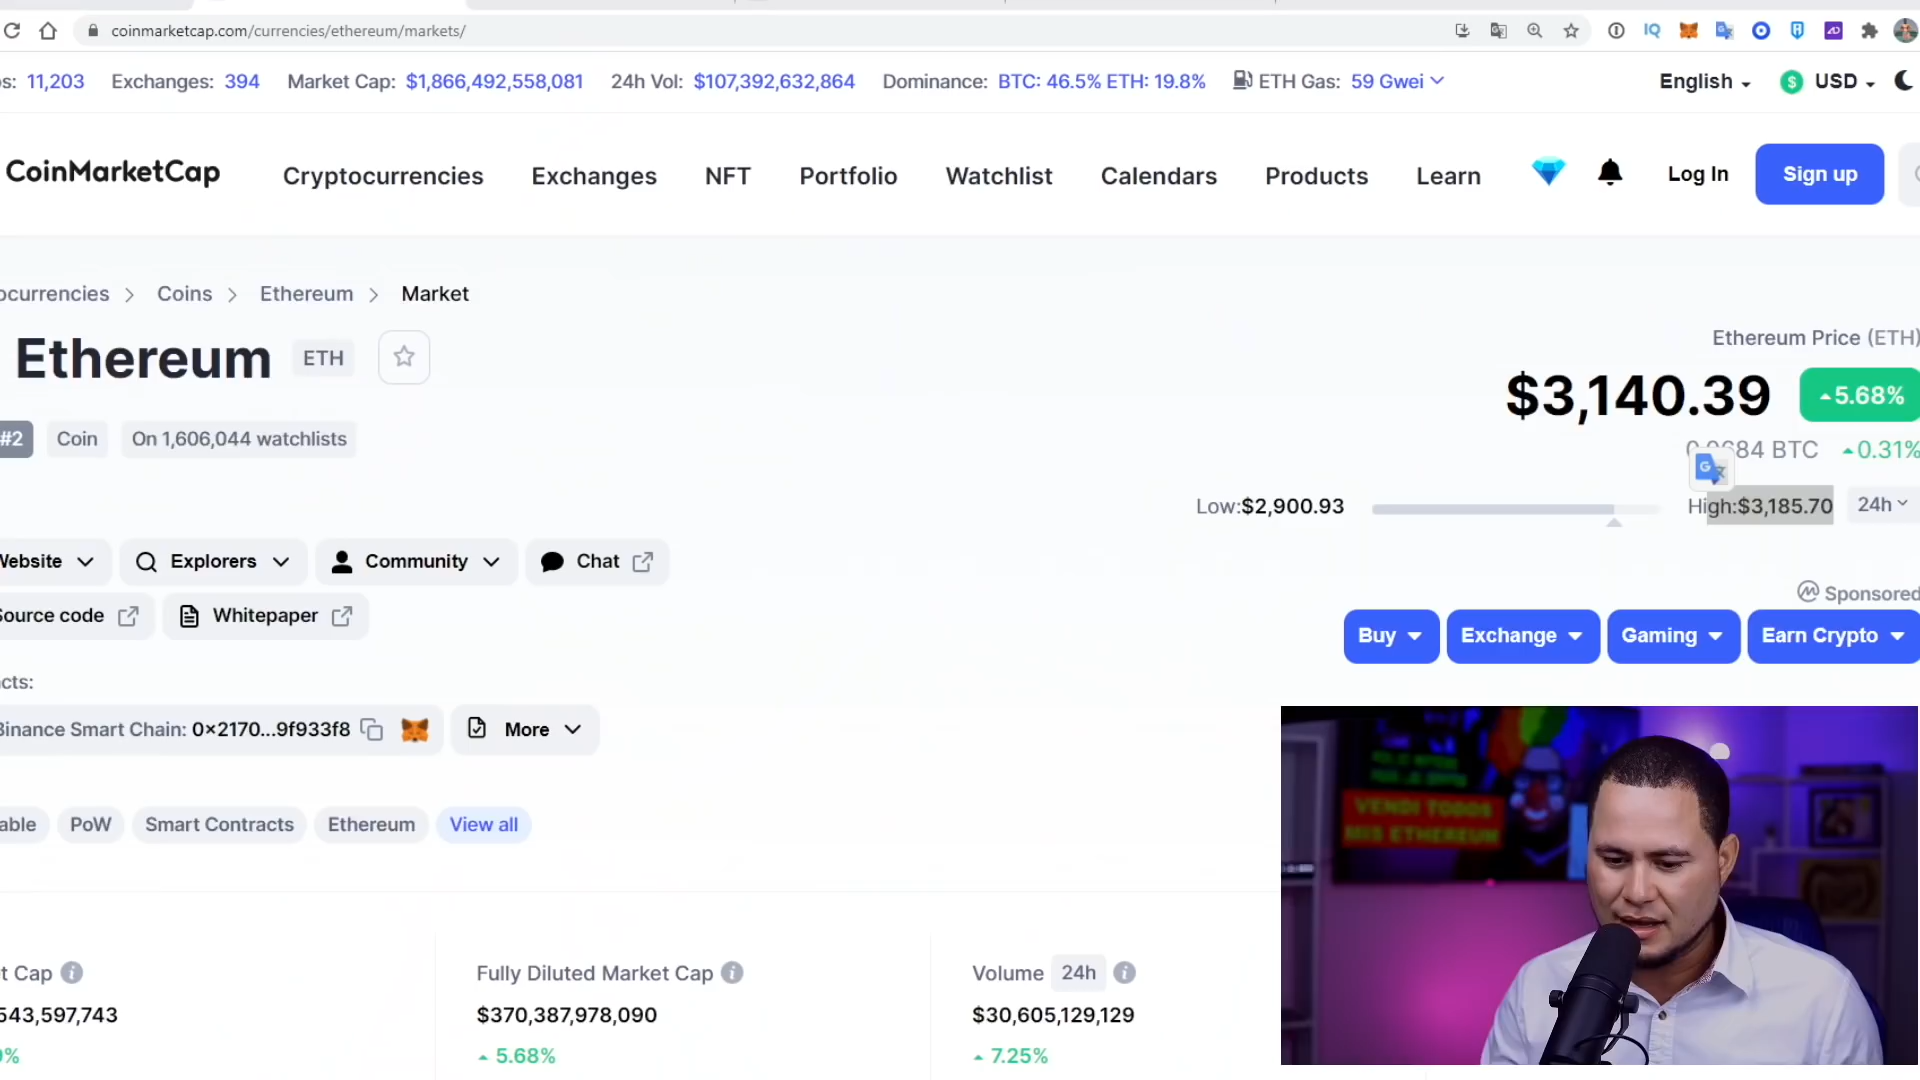 coinmarketcap.com/currencies/ethereum/markets/
11,203 Exchanges: 394 Market Cap: $1,866,492,558,081 24h Vol: $107,392,632,864 Dominance: BTC: 46.5% ETH: 19.8% ETH Gas: 59 Gwei English USD
CoinMarketCap Cryptocurrencies Exchanges NFT Portfolio Watchlist Calendars Products Learn Log In Sign up
ocurrencies > Coins > Ethereum > Market
Ethereum Price (ETH)
Ethereum ETH
$3,140.39 5.68%
#2 Coin On 1,606,044 watchlists
84 BTC 0.31%
Low:$2,900.93 High:$3,185.70 24h
Website Explorers Community Chat
Source code Whitepaper
Sponsored
Buy Exchange Gaming Earn Crypto
cts:
Binance Smart Chain: 0x2170...9f933f8 More
able PoW Smart Contracts Ethereum View all
VENDI TODOS
MIS ETHEREUM
t Cap Fully Diluted Market Cap Volume 24h
543,597,743 $370,387,978,090 $30,605,129,129
% 5.68% 7.25%